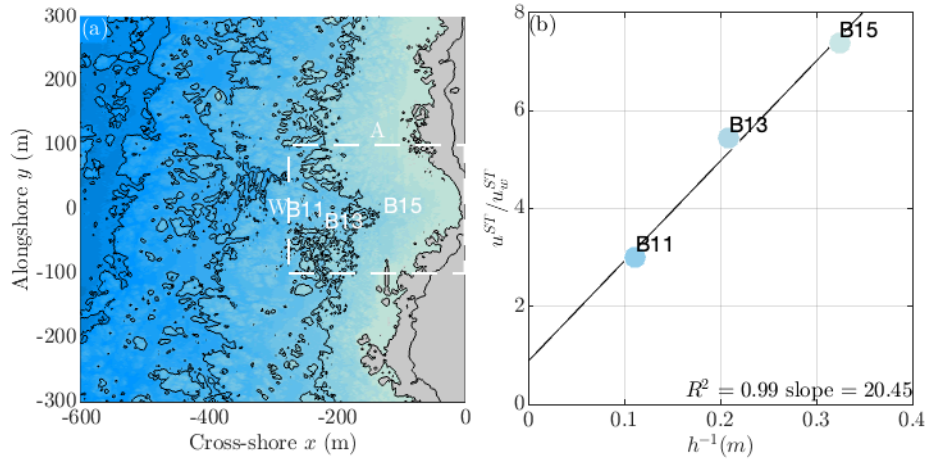 (a)
300
200
100
0
-100
-200
-300
Alongshore y (m)
A
W
B11
B13
B15
-600
-400
-200
0
Cross-shore x (m)
(b)
8
6
4
2
0
u^{ST}/u_w^{ST}
B15
B13
B11
R² = 0.99 slope = 20.45
0
0.1
0.2
0.3
0.4
h⁻¹(m)